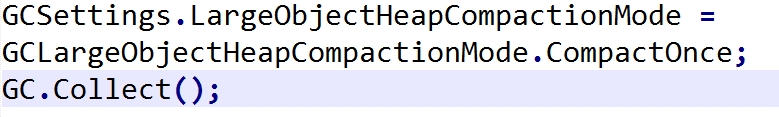 GCSettings.LargeObjectHeapCompactionMode =
GCLargeObjectHeapCompactionMode.CompactOnce;
GC.Collect();